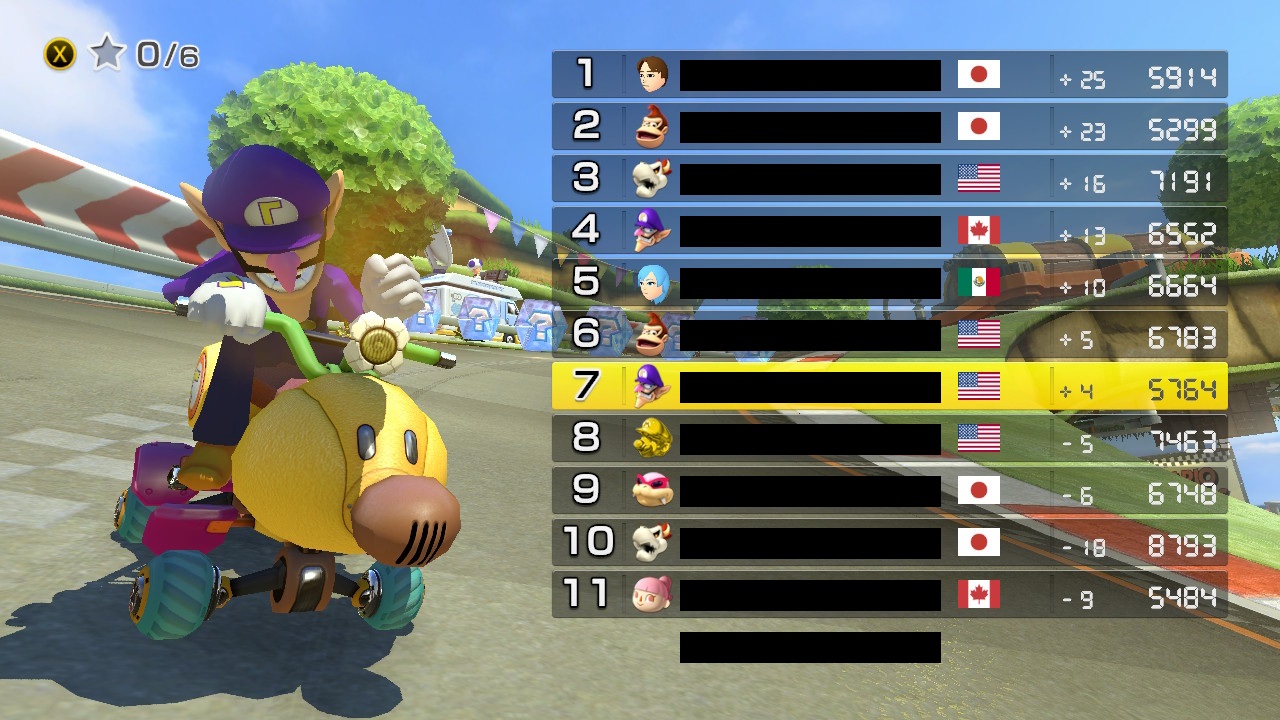 X 0/6
1 + 25 5914
2 + 23 5299
3 + 16 7191
4 + 13 6552
5 + 10 6664
6 + 5 6783
7 + 4 5764
8 - 5 7463
9 - 6 6748
10 - 18 8793
11 - 9 5484